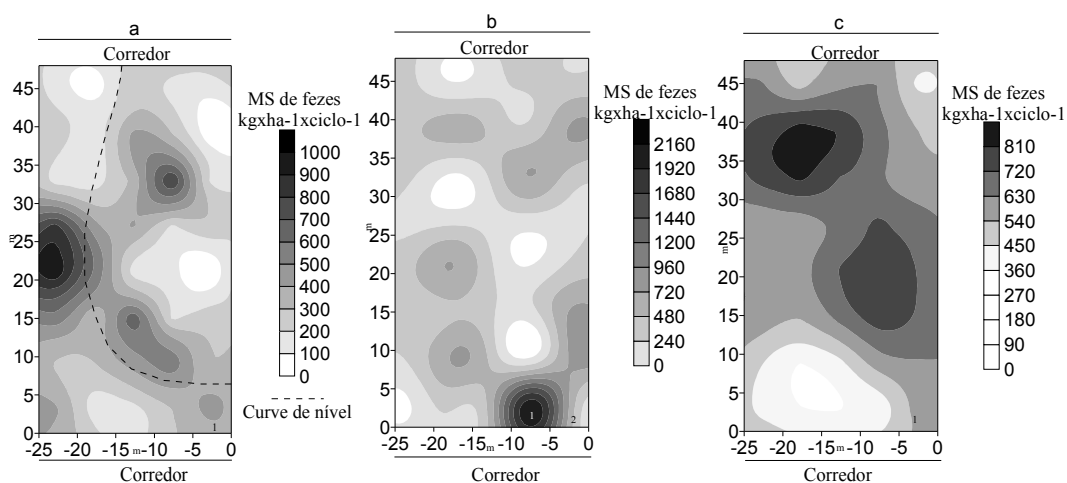 a
Corredor
45
40
35
30
25
20
15
10
5
0
m
-25 -20 -15 m -10 -5 0
Corredor
1
MS de fezes
kgxha-1xciclo-1
1000
900
800
700
600
500
400
300
200
100
0
Curve de nível
b
Corredor
45
40
35
30
25
20
15
10
5
0
m
-25 -20 -15 m -10 -5 0
Corredor
1
2
MS de fezes
kgxha-1xciclo-1
2160
1920
1680
1440
1200
960
720
480
240
0
c
Corredor
45
40
35
30
25
20
15
10
5
0
m
-25 -20 -15 m -10 -5 0
Corredor
1
MS de fezes
kgxha-1xciclo-1
810
720
630
540
450
360
270
180
90
0